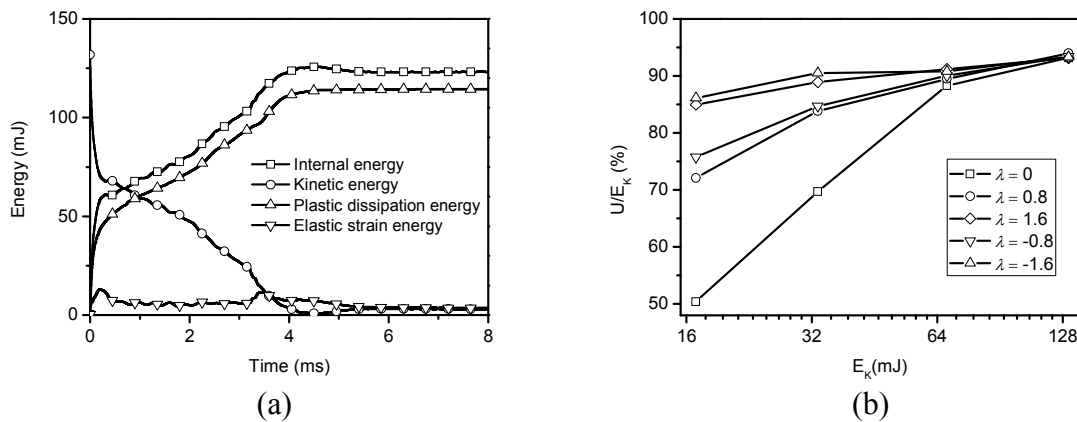 150
100
50
0
Energy (mJ)
Internal energy
Kinetic energy
Plastic dissipation energy
Elastic strain energy
0 2 4 6 8
Time (ms)
(a)
100
90
80
70
60
50
U/E_K (%)
λ = 0
λ = 0.8
λ = 1.6
λ = -0.8
λ = -1.6
16 32 64 128
E_K(mJ)
(b)